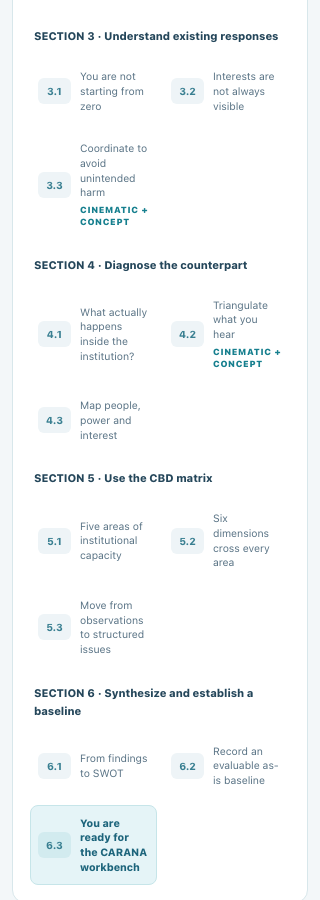 SECTION 3 · Understand existing responses
3.1
You are not
starting from
zero
3.2
Interests are
not always
visible
3.3
Coordinate to
avoid
unintended
harm
CINEMATIC +
CONCEPT
SECTION 4 · Diagnose the counterpart
4.1
What actually
happens
inside the
institution?
4.2
Triangulate
what you
hear
CINEMATIC +
CONCEPT
4.3
Map people,
power and
interest
SECTION 5 · Use the CBD matrix
5.1
Five areas of
institutional
capacity
5.2
Six
dimensions
cross every
area
5.3
Move from
observations
to structured
issues
SECTION 6 · Synthesize and establish a
baseline
6.1
From findings
to SWOT
6.2
Record an
evaluable as-
is baseline
6.3
You are
ready for
the CARANA
workbench